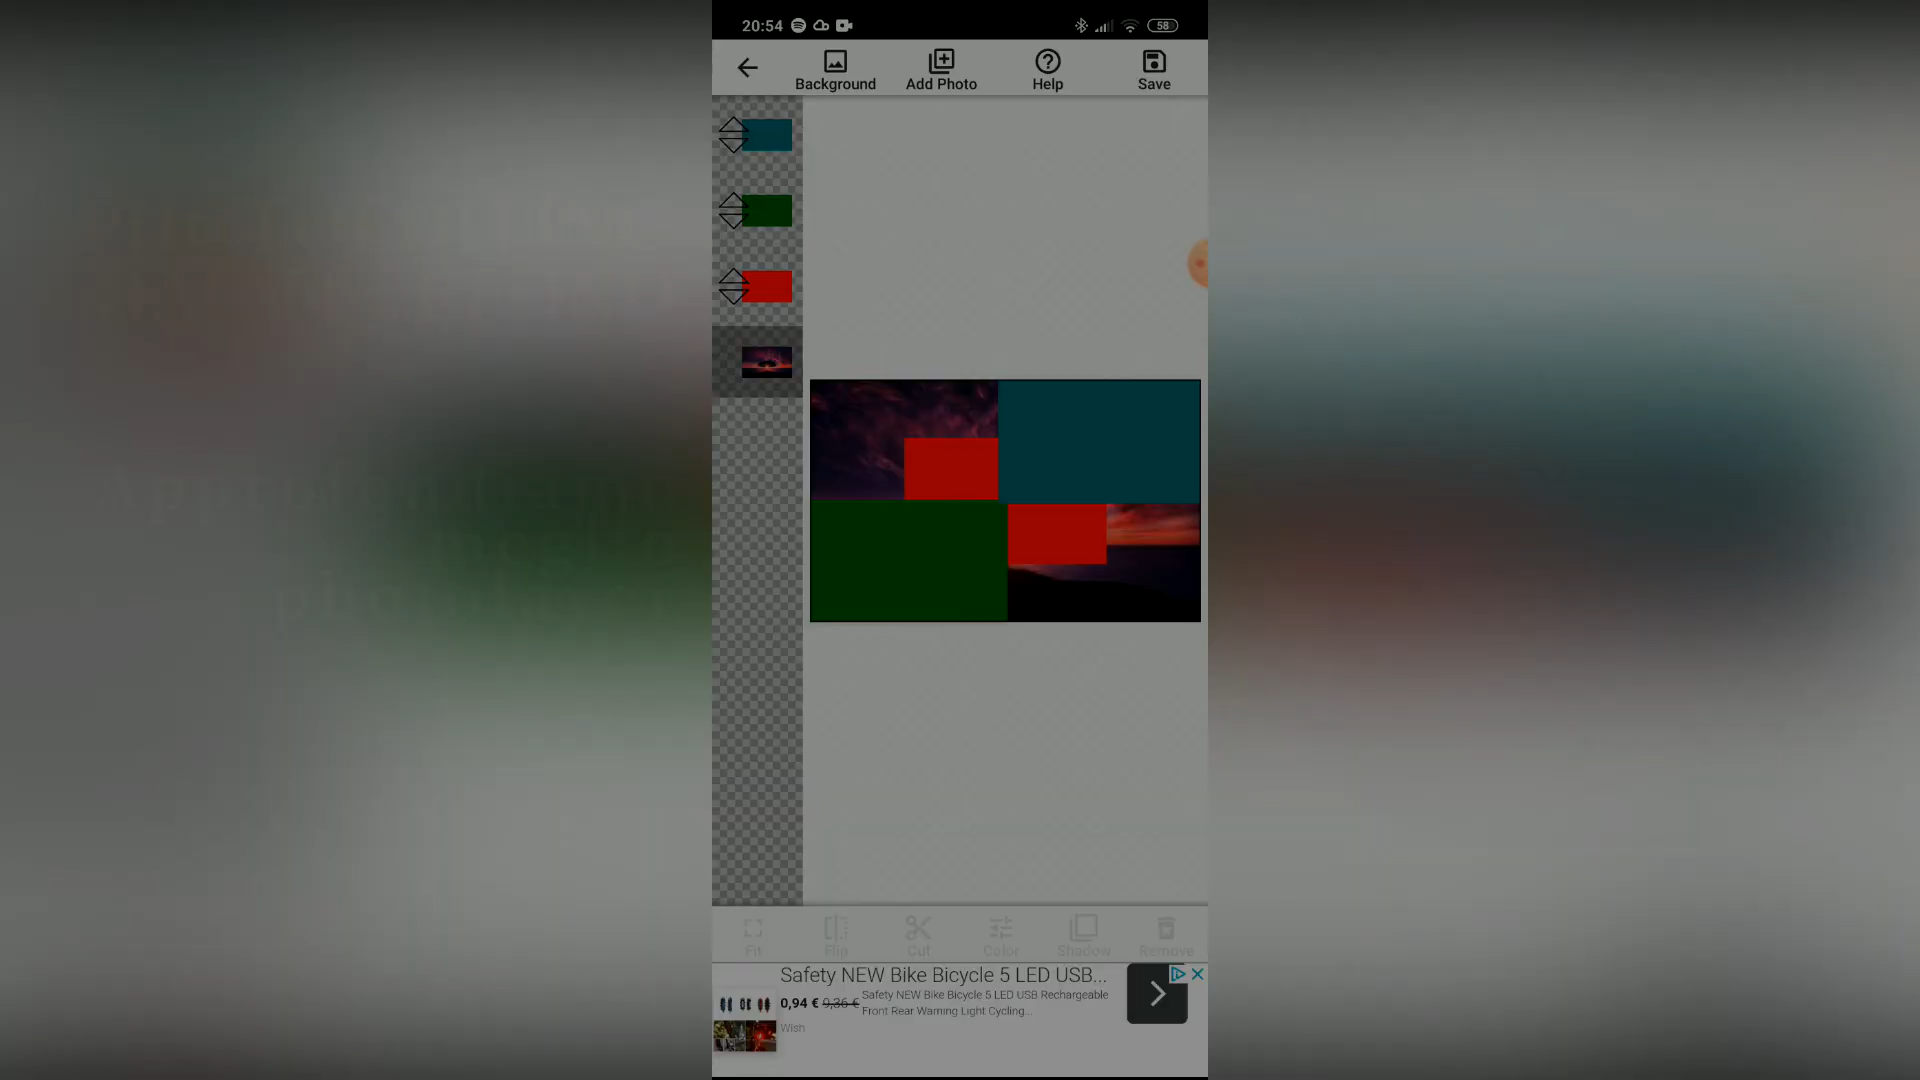 20:54
58
Background
Add Photo
Help
Save
Fit
Flip
Cut
Color
Shadow
Remove
Safety NEW Bike Bicycle 5 LED USB...
0,94 € 9,36 €
Safety NEW Bike Bicycle 5 LED USB Rechargeable
Front Rear Warning Light Cycling...
Wish